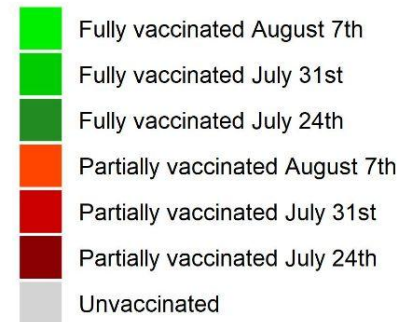 Fully vaccinated August 7th
Fully vaccinated July 31st
Fully vaccinated July 24th
Partially vaccinated August 7th
Partially vaccinated July 31st
Partially vaccinated July 24th
Unvaccinated